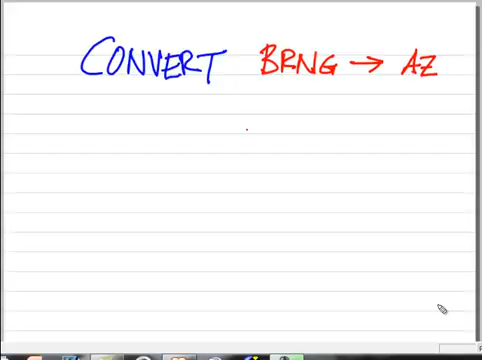 CONVERT BRNG → AZ